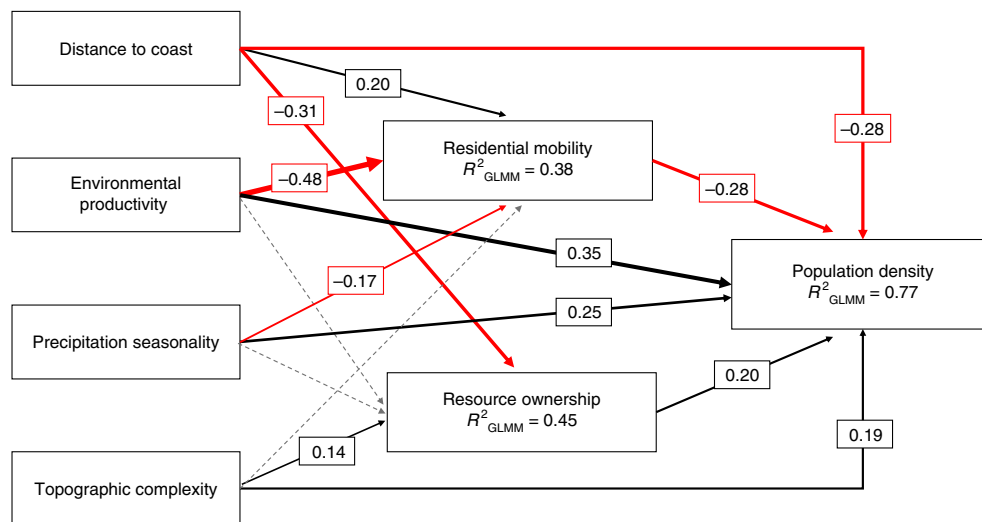 Distance to coast
0.20
–0.31
–0.28
Residential mobility
R²GLMM = 0.38
Environmental
productivity
–0.48
–0.28
0.35
Population density
R²GLMM = 0.77
–0.17
0.25
Precipitation seasonality
Resource ownership
R²GLMM = 0.45
0.20
0.14
0.19
Topographic complexity